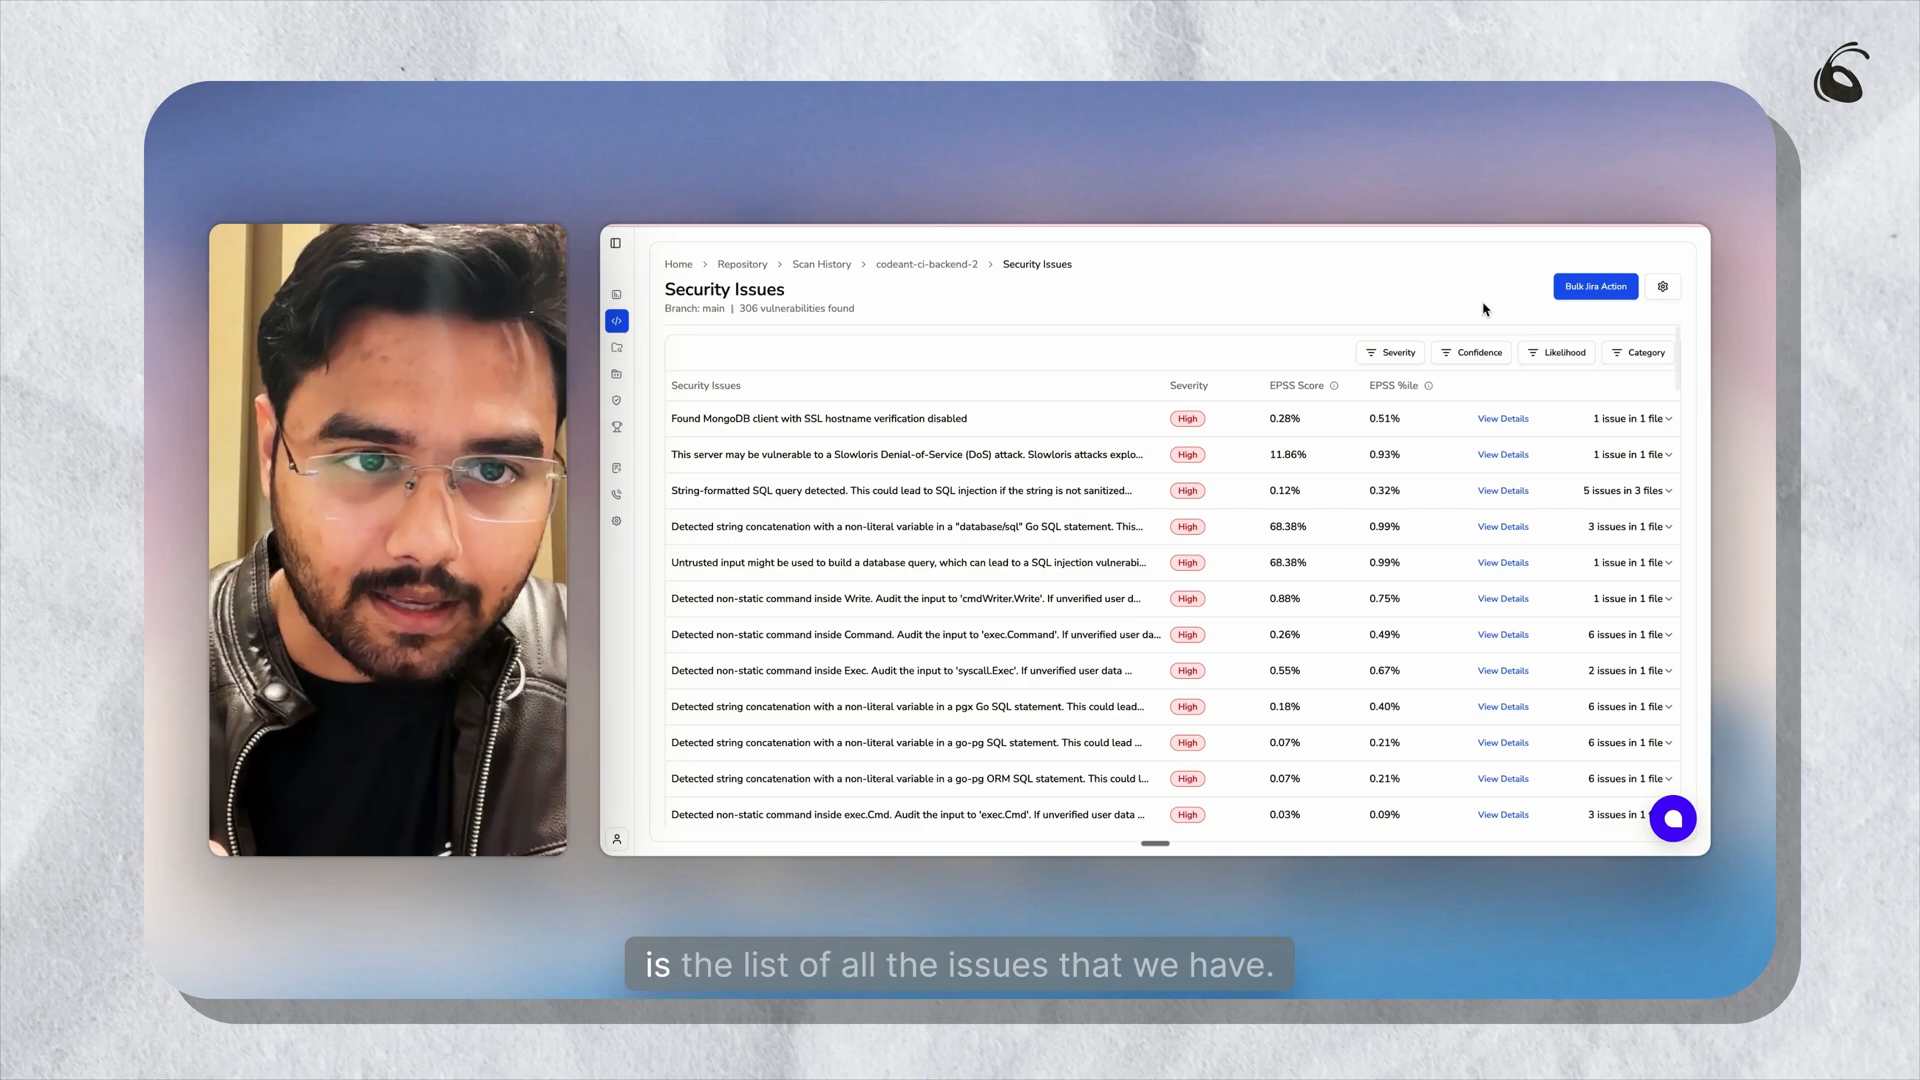 Home > Repository > Scan History > codeant-ci-backend-2 > Security Issues
Security Issues
Bulk Jira Action
Branch: main | 306 vulnerabilities found
Severity Confidence Likelihood Category
Security Issues Severity EPSS Score EPSS %ile
Found MongoDB client with SSL hostname verification disabled High 0.28% 0.51% View Details 1 issue in 1 file
This server may be vulnerable to a Slowloris Denial-of-Service (DoS) attack. Slowloris attacks explo... High 11.86% 0.93% View Details 1 issue in 1 file
String-formatted SQL query detected. This could lead to SQL injection if the string is not sanitized... High 0.12% 0.32% View Details 5 issues in 3 files
Detected string concatenation with a non-literal variable in a "database/sql" Go SQL statement. This... High 68.38% 0.99% View Details 3 issues in 1 file
Untrusted input might be used to build a database query, which can lead to a SQL injection vulnerabi... High 68.38% 0.99% View Details 1 issue in 1 file
Detected non-static command inside Write. Audit the input to 'cmdWriter.Write'. If unverified user d... High 0.88% 0.75% View Details 1 issue in 1 file
Detected non-static command inside Command. Audit the input to 'exec.Command'. If unverified user da... High 0.26% 0.49% View Details 6 issues in 1 file
Detected non-static command inside Exec. Audit the input to 'syscall.Exec'. If unverified user data ... High 0.55% 0.67% View Details 2 issues in 1 file
Detected string concatenation with a non-literal variable in a pgx Go SQL statement. This could lead... High 0.18% 0.40% View Details 6 issues in 1 file
Detected string concatenation with a non-literal variable in a go-pg SQL statement. This could lead ... High 0.07% 0.21% View Details 6 issues in 1 file
Detected string concatenation with a non-literal variable in a go-pg ORM SQL statement. This could l... High 0.07% 0.21% View Details 6 issues in 1 file
Detected non-static command inside exec.Cmd. Audit the input to 'exec.Cmd'. If unverified user data ... High 0.03% 0.09% View Details 3 issues in 1
is the list of all the issues that we have.